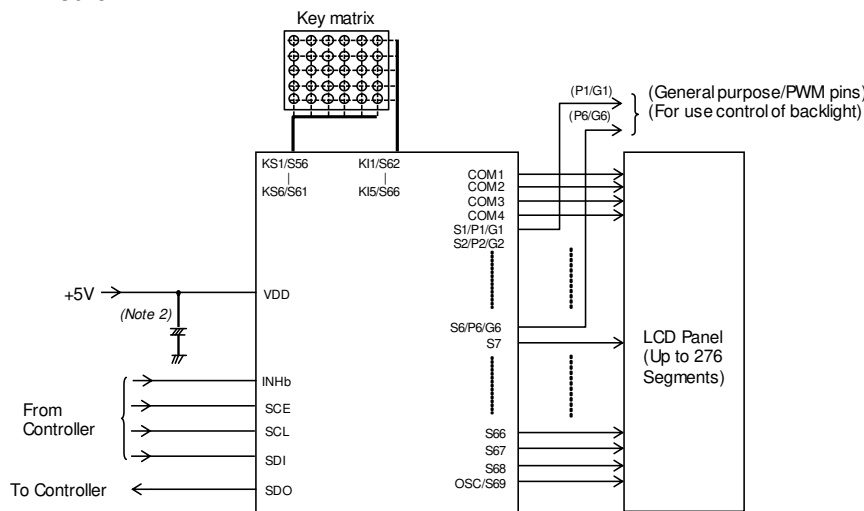 Key matrix
(P1/G1)
(General purpose/PWM pins)
(P6/G6)
(For use control of backlight)
KS1/S56
|
KS6/S61
KI1/S62
|
KI5/S66
COM1
COM2
COM3
COM4
S1/P1/G1
S2/P2/G2
+5V
VDD
(Note 2)
S6/P6/G6
S7
LCD Panel
(Up to 276
Segments)
From
Controller
INHb
SCE
SCL
SDI
To Controller
SDO
S66
S67
S68
OSC/S69